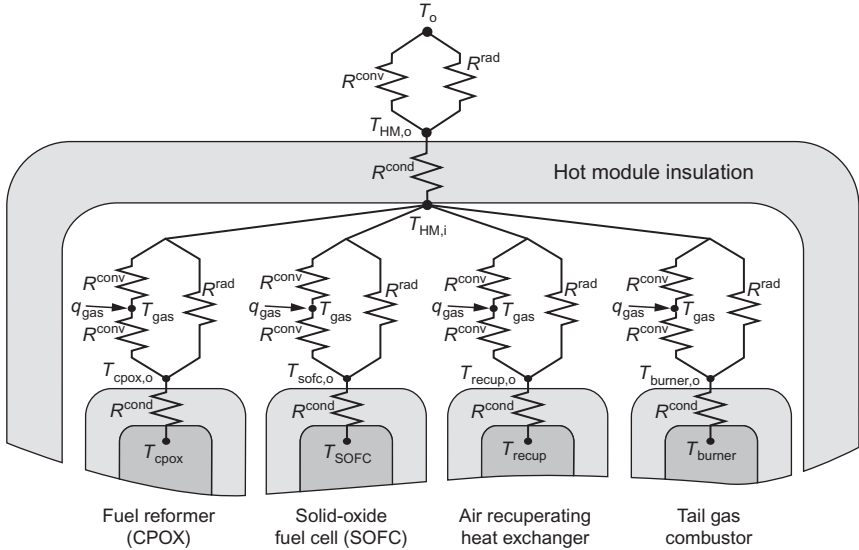 T_o
R^conv R^rad
T_HM,o
R^cond Hot module insulation
T_HM,i
R^conv R^rad R^conv R^rad R^conv R^rad R^conv R^rad
q_gas T_gas q_gas T_gas q_gas T_gas q_gas T_gas
R^conv R^conv R^conv R^conv
T_cpox,o T_sofc,o T_recup,o T_burner,o
R^cond R^cond R^cond R^cond
T_cpox T_SOFC T_recup T_burner
Fuel reformer Solid-oxide Air recuperating Tail gas
(CPOX) fuel cell (SOFC) heat exchanger combustor